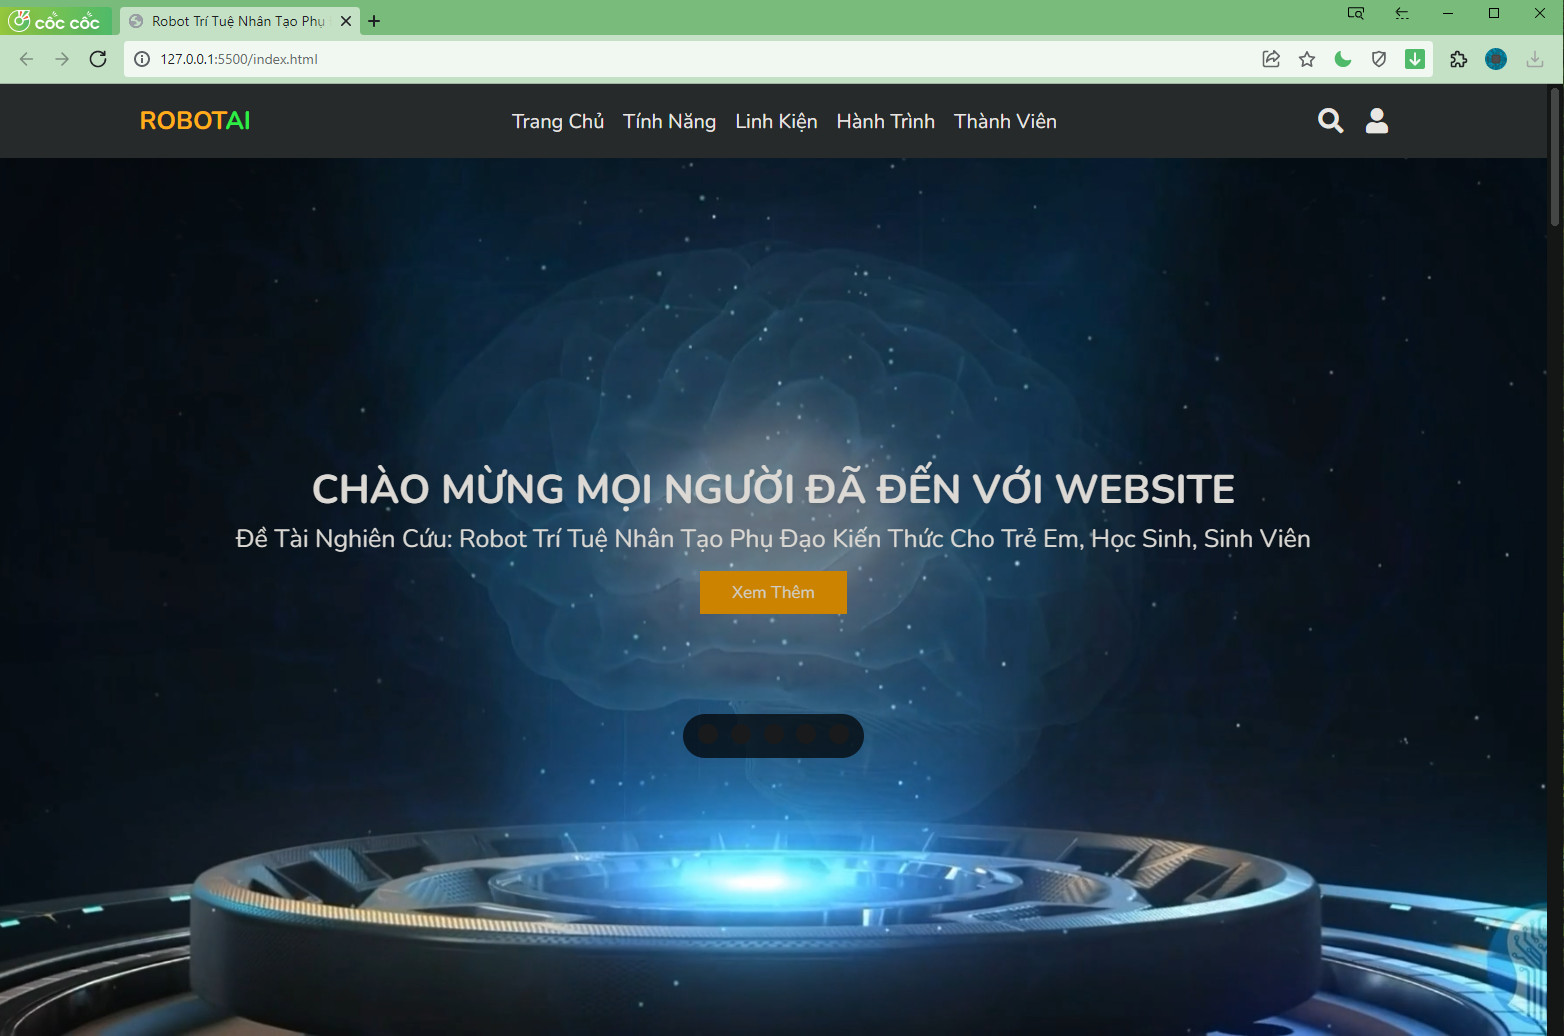 cốc cốc
Robot Trí Tuệ Nhân Tạo Phụ
127.0.0.1:5500/index.html
ROBOTAI
Trang Chủ Tính Năng Linh Kiện Hành Trình Thành Viên
CHÀO MỪNG MỌI NGƯỜI ĐÃ ĐẾN VỚI WEBSITE
Đề Tài Nghiên Cứu: Robot Trí Tuệ Nhân Tạo Phụ Đạo Kiến Thức Cho Trẻ Em, Học Sinh, Sinh Viên
Xem Thêm